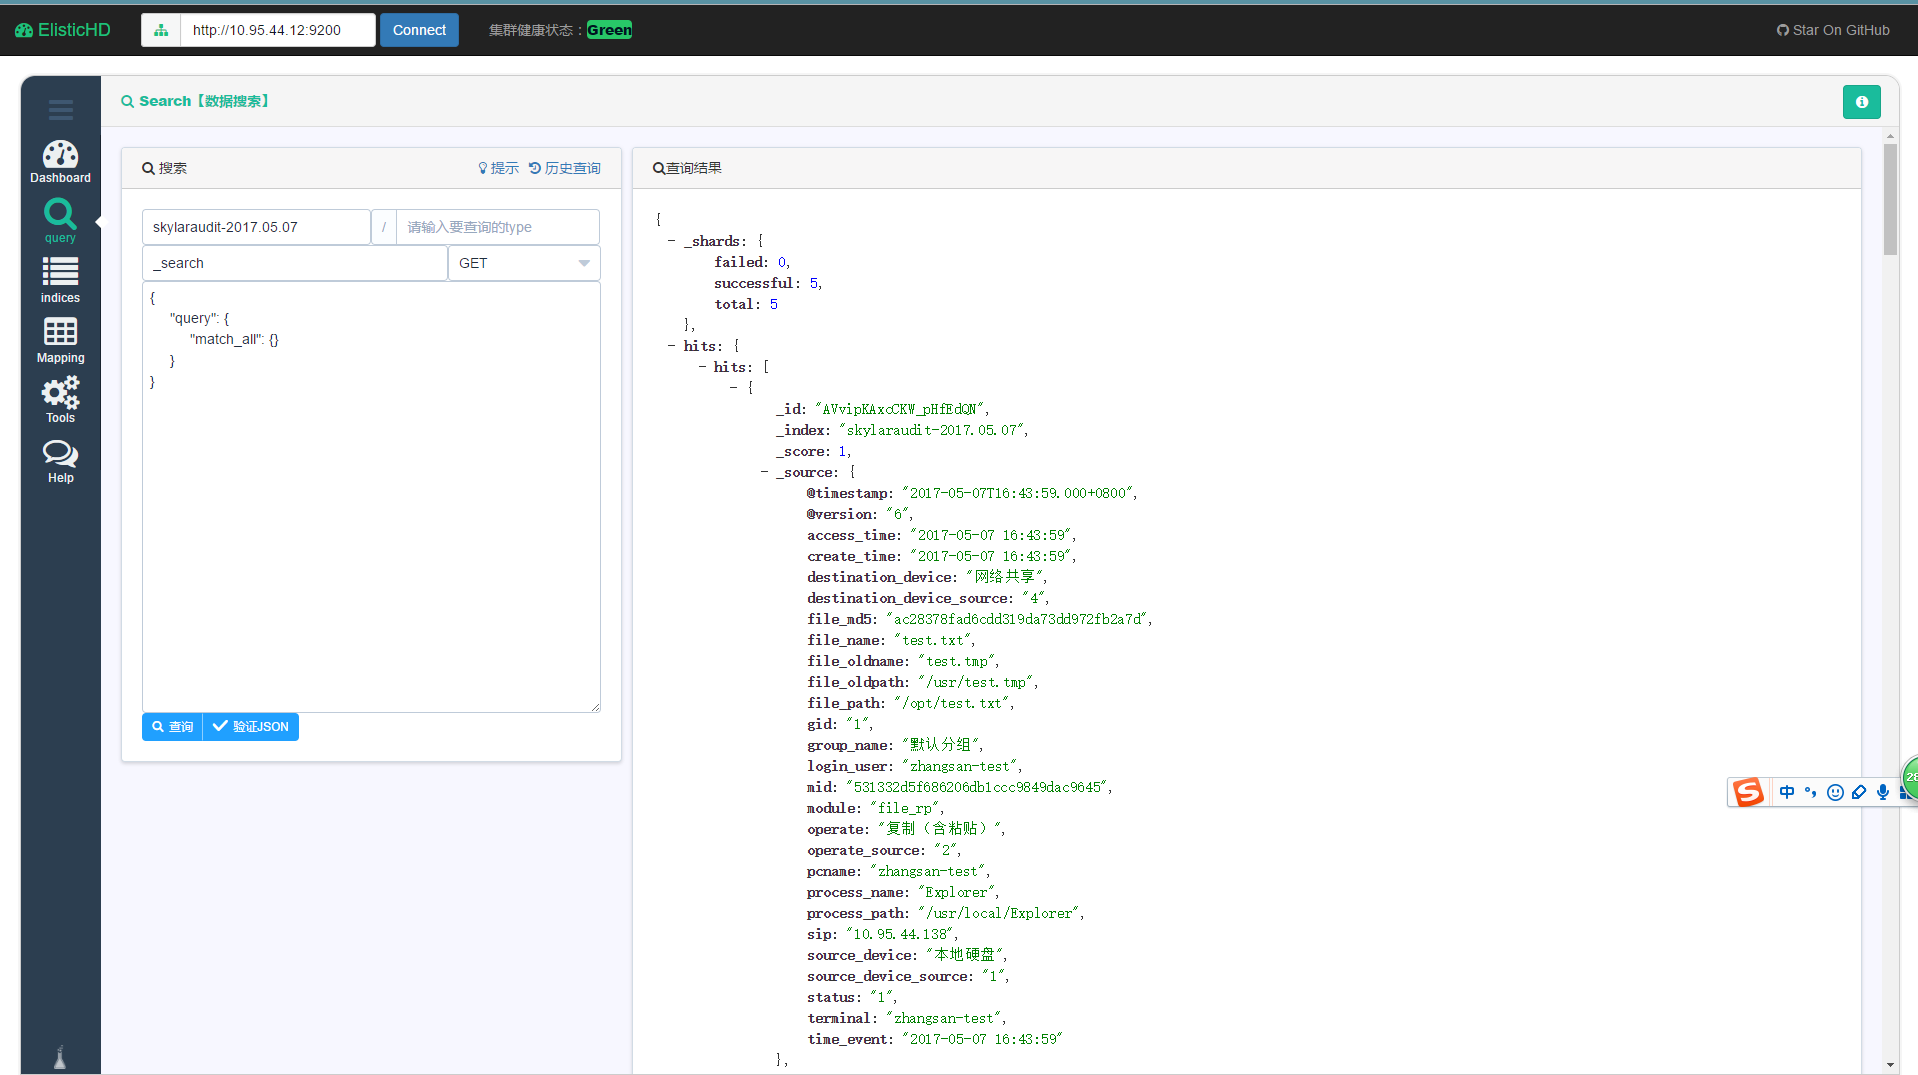 ElisticHD
http://10.95.44.12:9200
Connect
集群健康状态：Green
Star On GitHub
Search【数据搜索】
Dashboard
query
indices
Mapping
Tools
Help
搜索
提示 历史查询
skylaraudit-2017.05.07 / 请输入要查询的type
_search GET
{
"query": {
"match_all": {}
}
}
查询 验证JSON
查询结果
{
- _shards: {
failed: 0,
successful: 5,
total: 5
},
- hits: {
- hits: [
- {
_id: "AVvipKAxcCKW_pHfEdQN",
_index: "skylaraudit-2017.05.07",
_score: 1,
- _source: {
@timestamp: "2017-05-07T16:43:59.000+0800",
@version: "6",
access_time: "2017-05-07 16:43:59",
create_time: "2017-05-07 16:43:59",
destination_device: "网络共享",
destination_device_source: "4",
file_md5: "ac28378fad6cdd319da73dd972fb2a7d",
file_name: "test.txt",
file_oldname: "test.tmp",
file_oldpath: "/usr/test.tmp",
file_path: "/opt/test.txt",
gid: "1",
group_name: "默认分组",
login_user: "zhangsan-test",
mid: "531332d5f686206db1ccc9849dac9645",
module: "file_rp",
operate: "复制（含粘贴）",
operate_source: "2",
pcname: "zhangsan-test",
process_name: "Explorer",
process_path: "/usr/local/Explorer",
sip: "10.95.44.138",
source_device: "本地硬盘",
source_device_source: "1",
status: "1",
terminal: "zhangsan-test",
time_event: "2017-05-07 16:43:59"
},
S 中 °,
28